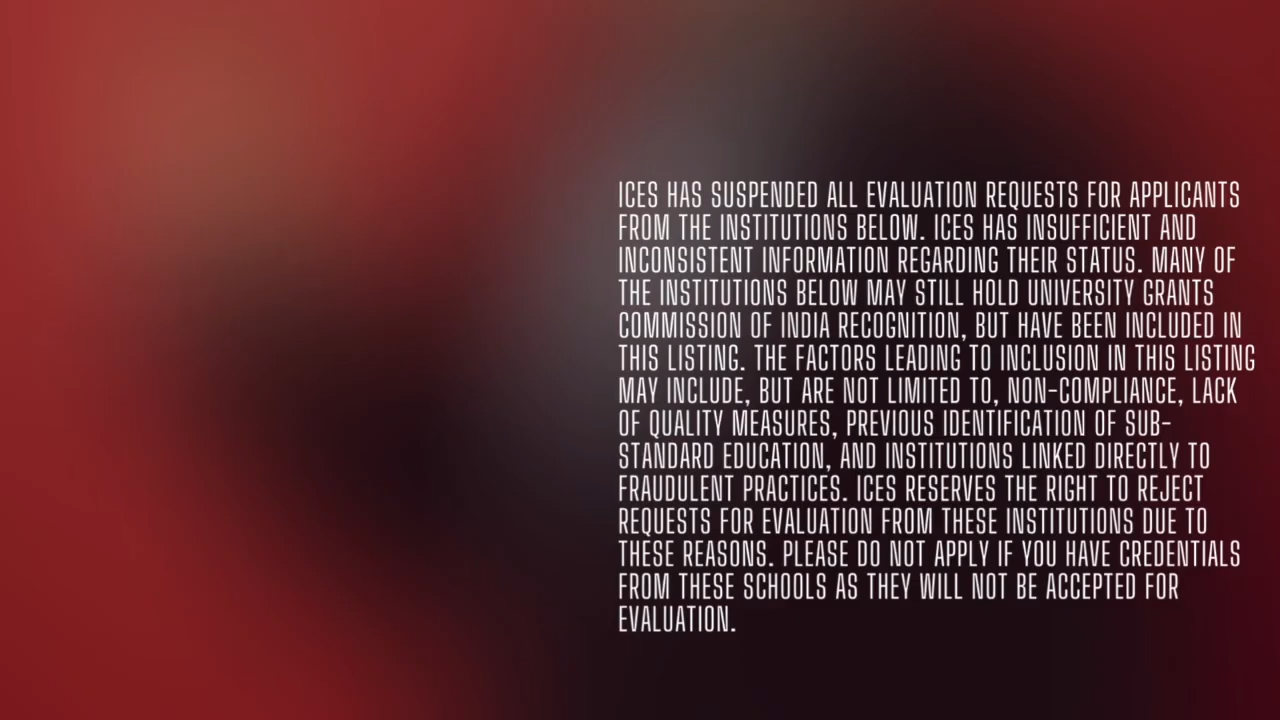 ICES HAS SUSPENDED ALL EVALUATION REQUESTS FOR APPLICANTS
FROM THE INSTITUTIONS BELOW. ICES HAS INSUFFICIENT AND
INCONSISTENT INFORMATION REGARDING THEIR STATUS. MANY OF
THE INSTITUTIONS BELOW MAY STILL HOLD UNIVERSITY GRANTS
COMMISSION OF INDIA RECOGNITION, BUT HAVE BEEN INCLUDED IN
THIS LISTING. THE FACTORS LEADING TO INCLUSION IN THIS LISTING
MAY INCLUDE, BUT ARE NOT LIMITED TO, NON-COMPLIANCE, LACK
OF QUALITY MEASURES, PREVIOUS IDENTIFICATION OF SUB-
STANDARD EDUCATION, AND INSTITUTIONS LINKED DIRECTLY TO
FRAUDULENT PRACTICES. ICES RESERVES THE RIGHT TO REJECT
REQUESTS FOR EVALUATION FROM THESE INSTITUTIONS DUE TO
THESE REASONS. PLEASE DO NOT APPLY IF YOU HAVE CREDENTIALS
FROM THESE SCHOOLS AS THEY WILL NOT BE ACCEPTED FOR
EVALUATION.